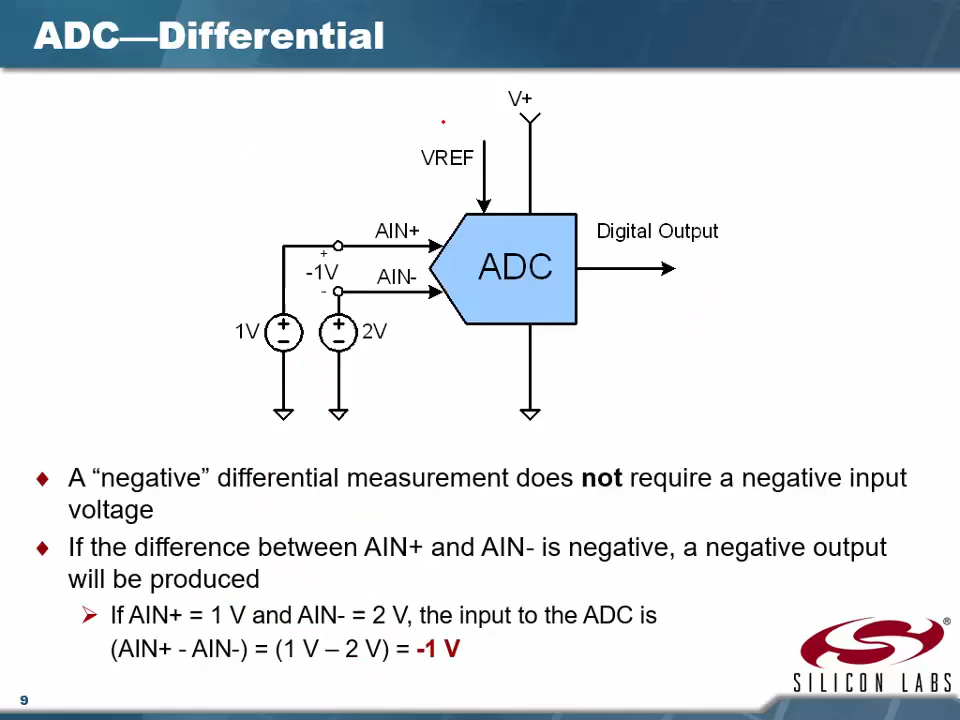 ADC—Differential
V+
VREF
AIN+
Digital Output
+
-1V
ADC
AIN-
-
1V
2V
A “negative” differential measurement does not require a negative input
voltage
If the difference between AIN+ and AIN- is negative, a negative output
will be produced
If AIN+ = 1 V and AIN- = 2 V, the input to the ADC is
(AIN+ - AIN-) = (1 V – 2 V) = -1 V
SILICON LABS
9